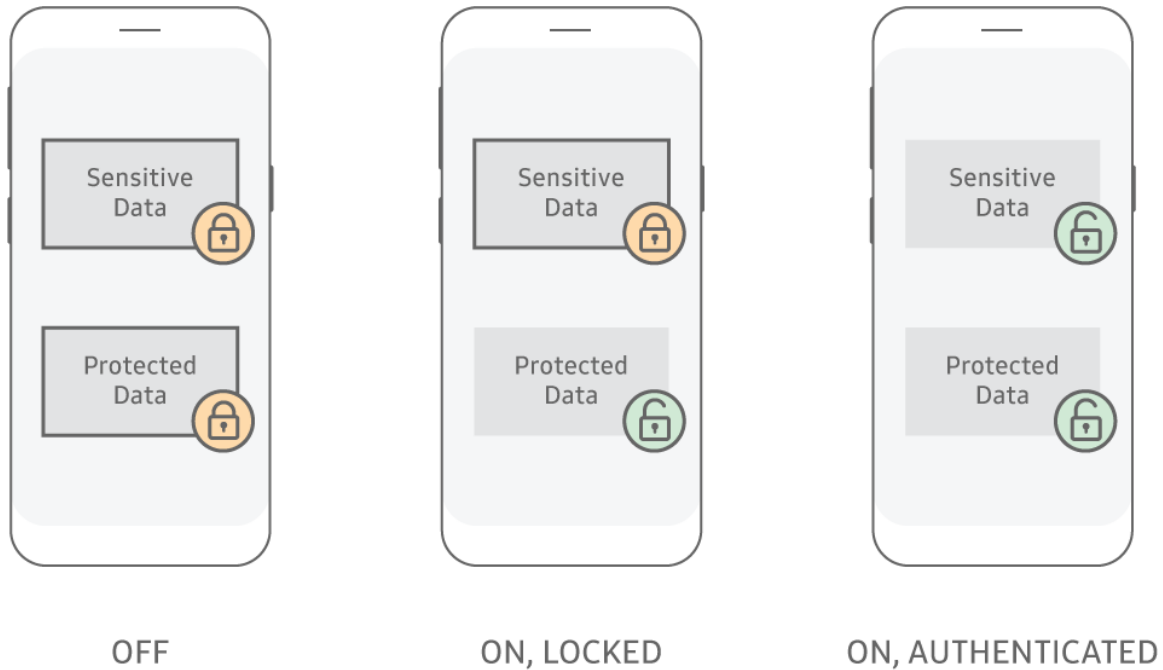 Sensitive
Data
Protected
Data
OFF
Sensitive
Data
Protected
Data
ON, LOCKED
Sensitive
Data
Protected
Data
ON, AUTHENTICATED